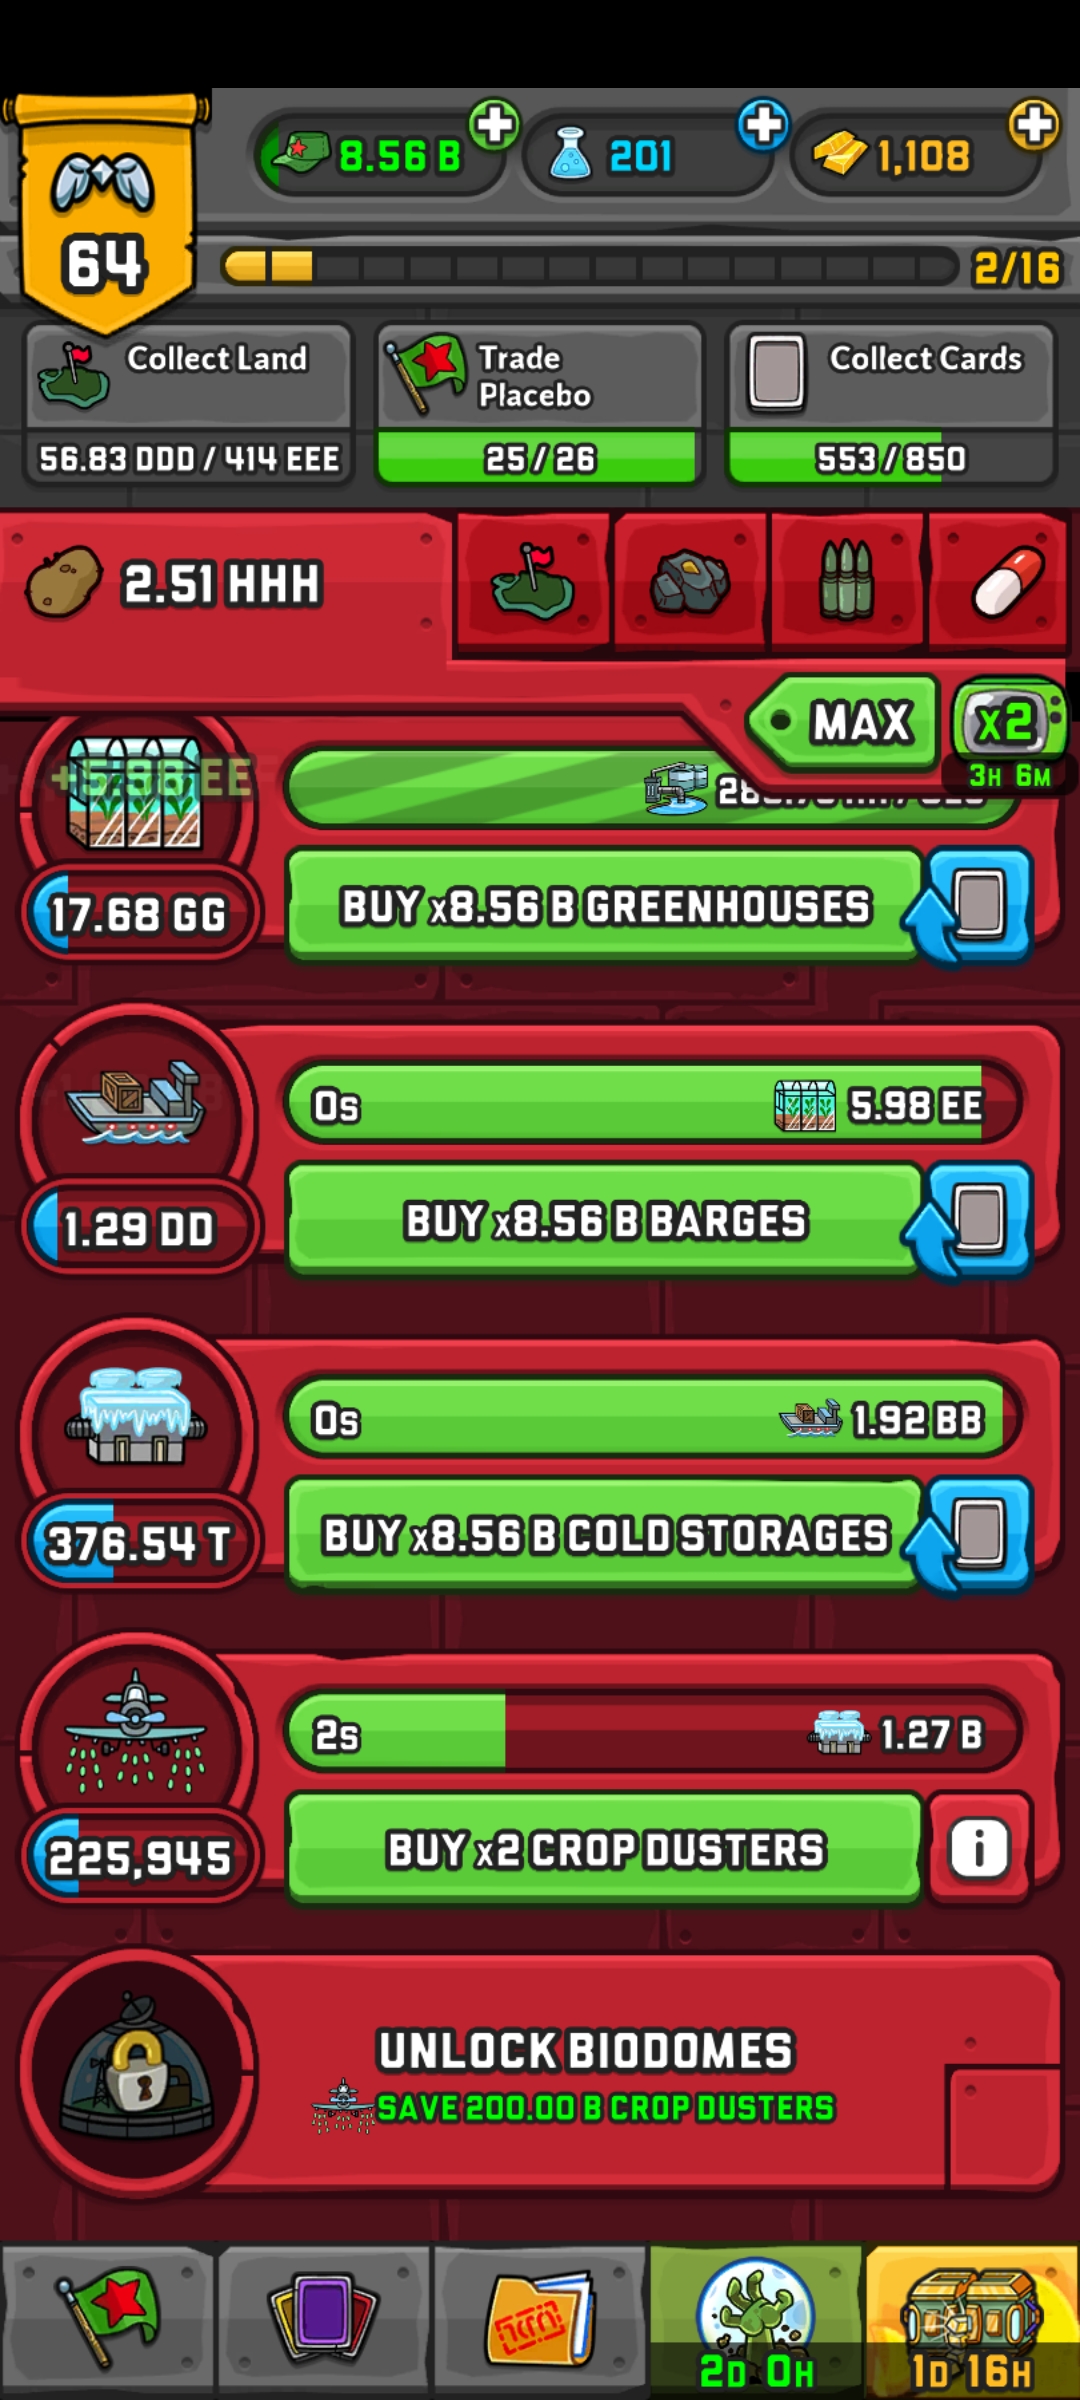 8.56 B
201
1,108
64
2/16
Collect Land
56.83 DDD / 414 EEE
Trade
Placebo
25 / 26
Collect Cards
553 / 850
2.51 HHH
MAX
x2
3H 6M
+5.98 EE
17.68 GG
BUY x8.56 B GREENHOUSES
0s
5.98 EE
1.29 DD
BUY x8.56 B BARGES
0s
1.92 BB
376.54 T
BUY x8.56 B COLD STORAGES
2s
1.27 B
225,945
BUY x2 CROP DUSTERS
i
UNLOCK BIODOMES
SAVE 200.00 B CROP DUSTERS
2D 0H
1D 16H